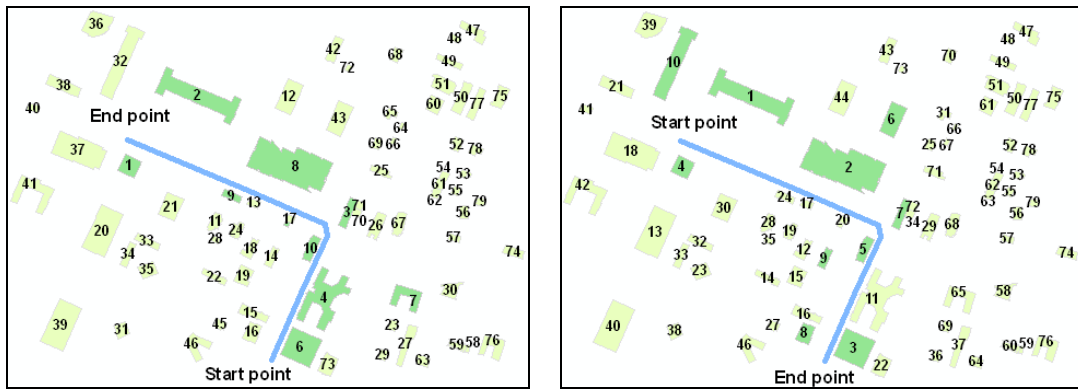 36 42 47
48
32 68
72 49
38 2 12 51 50 75
60 77
40 65
End point 43 64
69 66 52 78
37 8
1 25 54 53
41 61 55
9 13 62 79
21 3 71 56
11 17 70 26 67
20 24
28 57
33 18 10 74
34 14
35 22 19
4 7 30
15
39 45 23
31 16
46 6 27 59 58 76
29 63
Start point 73
39 43 47
48
10 70
73 49
21 1 44 51 50 75
61 77
41 6 31
Start point 66
25 67 52 78
18 2
4 71 54 53
42 62 55
24 17 63 79
30 7 72 56
28 20 34 29 68
13 19
35 57
32 12 5 74
33 9
23 14 15
11 65 58
16
40 27 69
38 8
46 3 37 60 59 76
36 64
End point 22